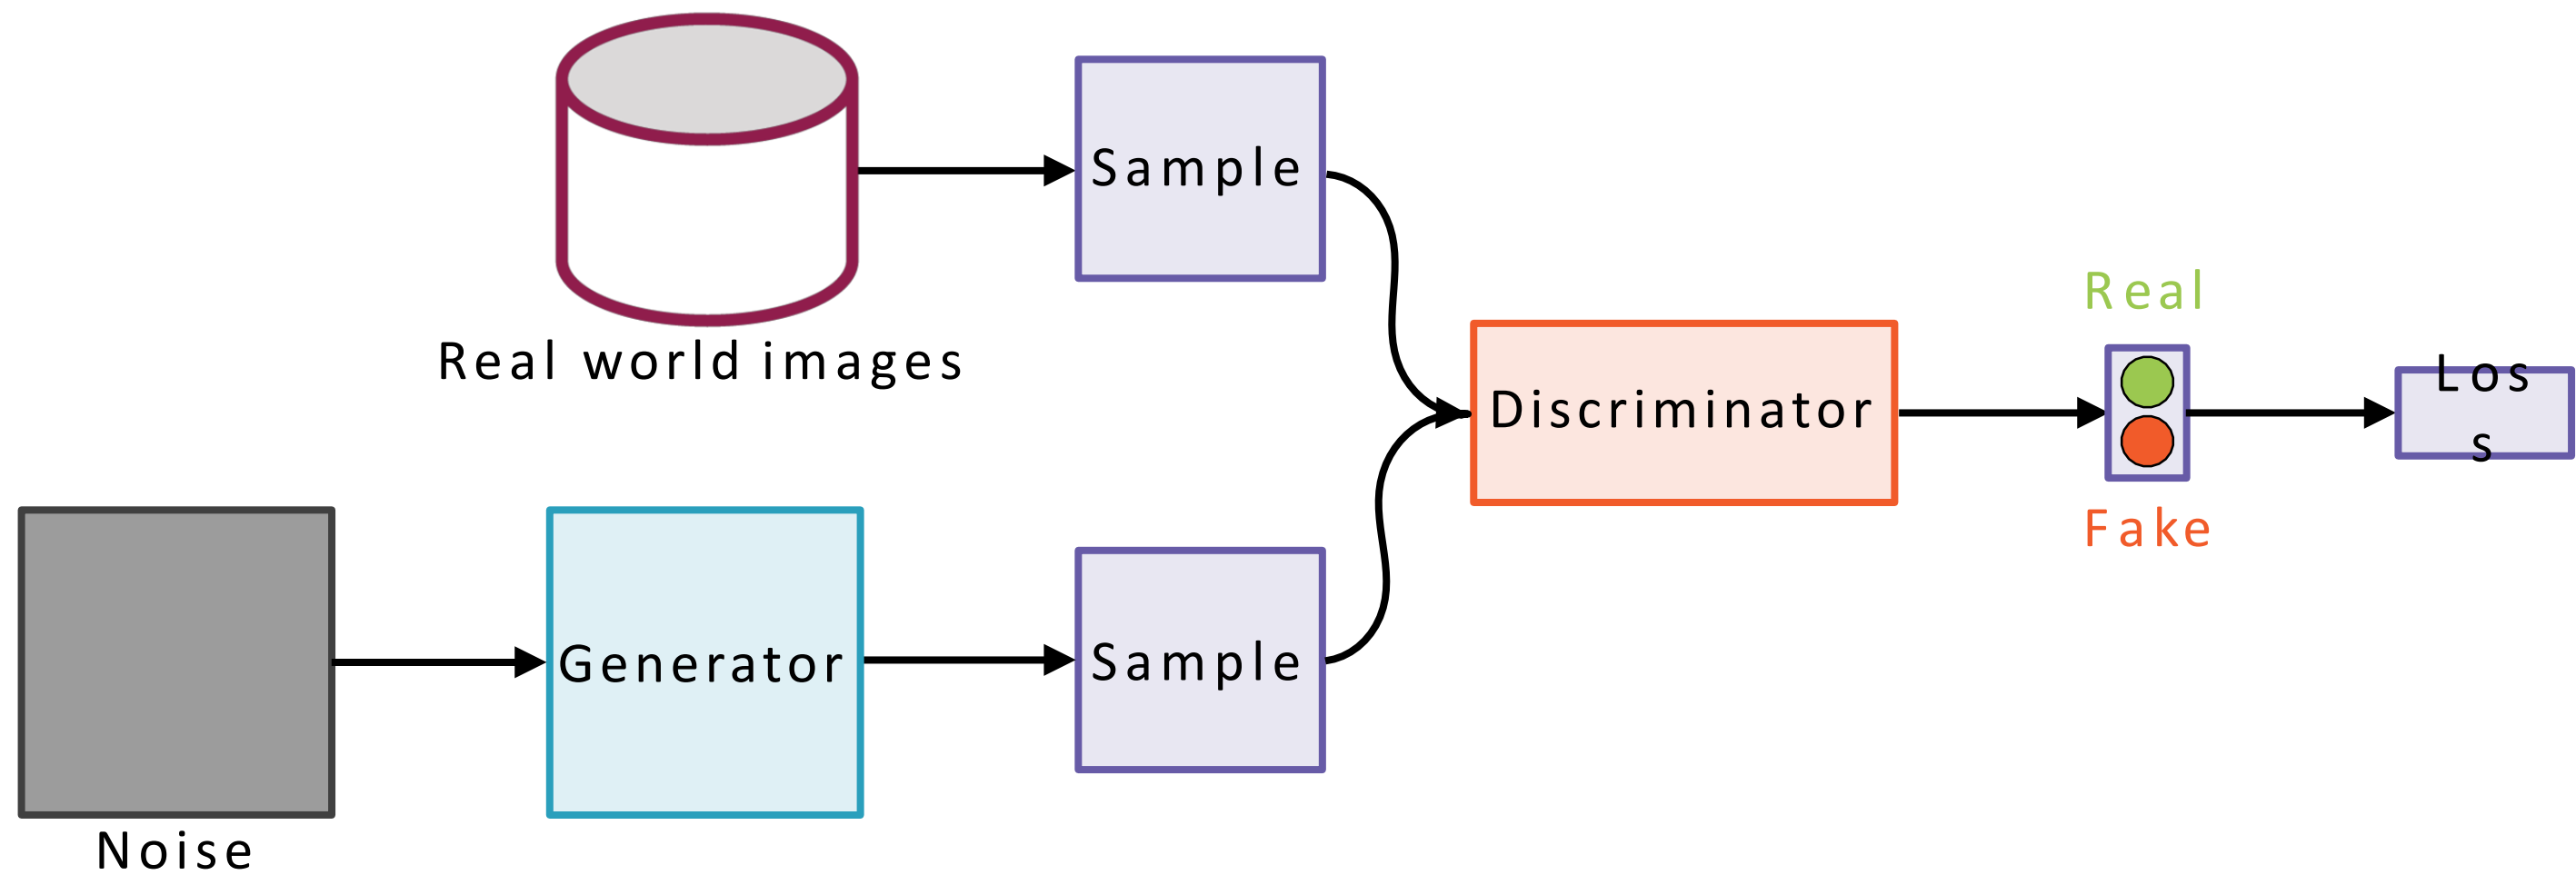 Sample
Real world images
Real
Discriminator
Los
s
Fake
Generator
Sample
Noise